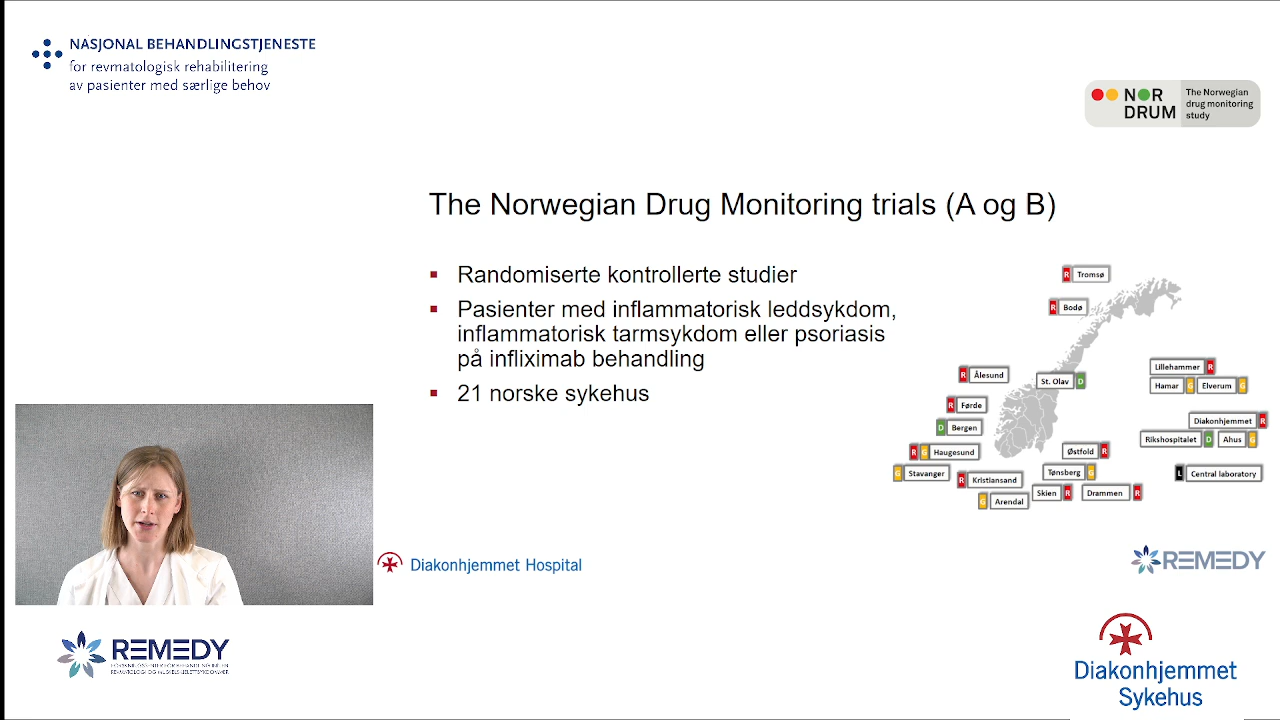 NASJONAL BEHANDLINGSTJENESTE
for revmatologisk rehabilitering
av pasienter med særlige behov
NOR
DRUM
The Norwegian
drug monitoring
study
The Norwegian Drug Monitoring trials (A og B)
Randomiserte kontrollerte studier
Pasienter med inflammatorisk leddsykdom,
inflammatorisk tarmsykdom eller psoriasis
på infliximab behandling
21 norske sykehus
R Tromsø
R Bodø
R Ålesund
St. Olav D
Lillehammer R
Hamar G Elverum G
R Førde
D Bergen
Diakonhjemmet R
Rikshospitalet D Ahus G
R G Haugesund
Østfold R
G Stavanger
R Kristiansand
Tønsberg G
L Central laboratory
G Arendal
Skien R
Drammen R
Diakonhjemmet Hospital
REMEDY
REMEDY
Diakonhjemmet
Sykehus